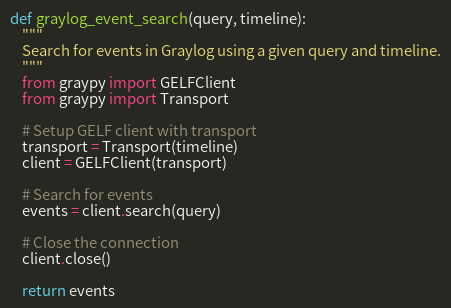 def graylog_event_search(query, timeline):
    """
    Search for events in Graylog using a given query and timeline.
    """
    from graypy import GELFClient
    from graypy import Transport

    # Setup GELF client with transport
    transport = Transport(timeline)
    client = GELFClient(transport)

    # Search for events
    events = client.search(query)

    # Close the connection
    client.close()

    return events